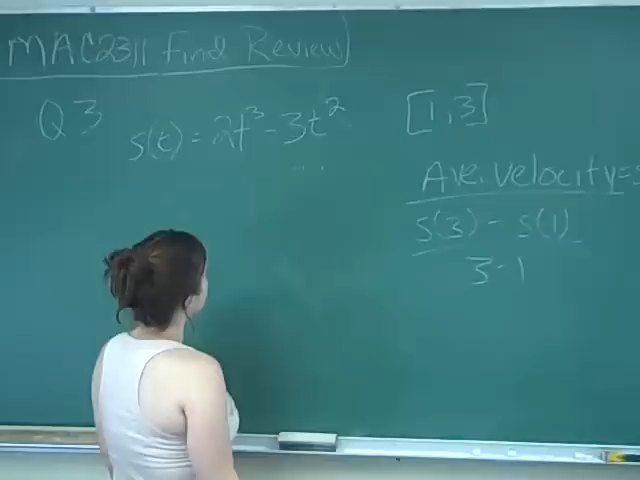 MAC2311 Final Review
Q3
s(t) = 2t³ - 3t²
[1,3]
Ave. velocity =
s(3) - s(1)
3-1